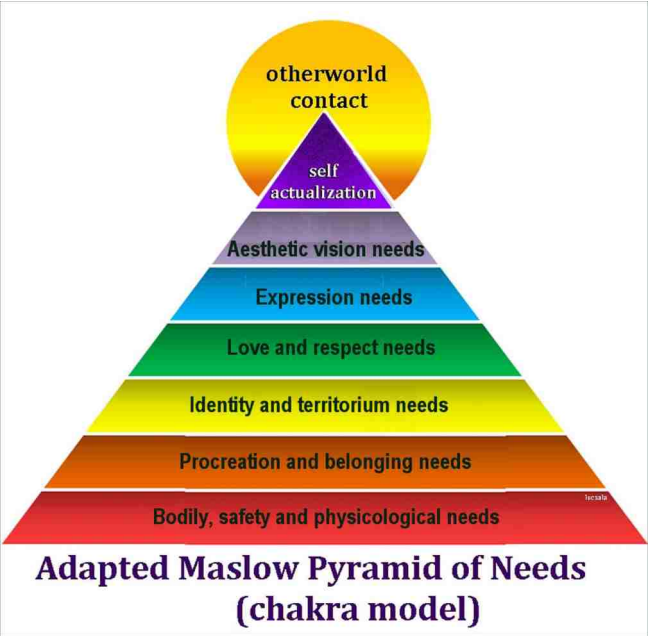 otherworld
contact
self
actualization
Aesthetic vision needs
Expression needs
Love and respect needs
Identity and territorium needs
Procreation and belonging needs
lucsala
Bodily, safety and physicological needs
Adapted Maslow Pyramid of Needs
(chakra model)